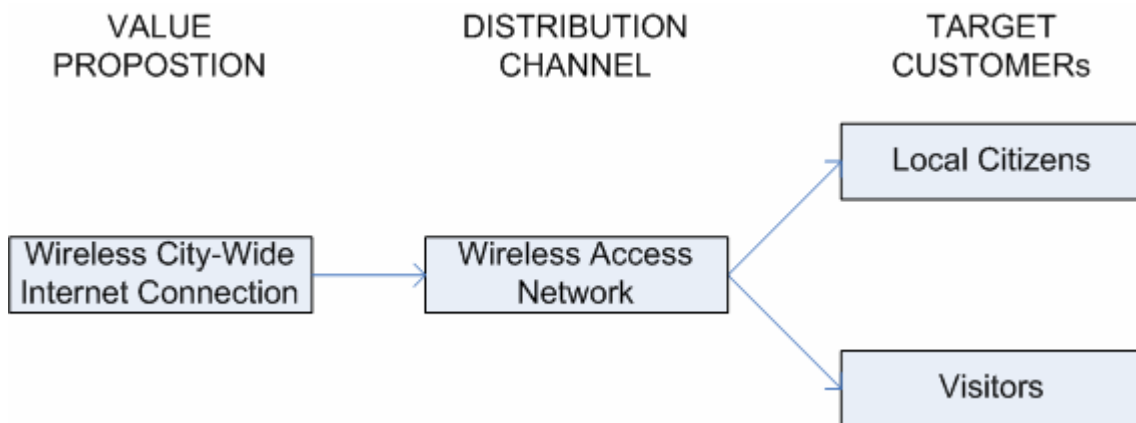 VALUE
PROPOSTION
DISTRIBUTION
CHANNEL
TARGET
CUSTOMERs
Local Citizens
Wireless City-Wide
Internet Connection
Wireless Access
Network
Visitors